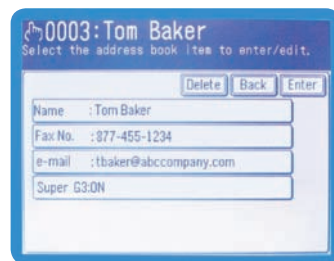 0003:Tom Baker
Select the address book item to enter/edit.
Delete Back Enter
Name :Tom Baker
Fax No. :877-455-1234
e-mail :tbaker@abccompany.com
Super G3:ON